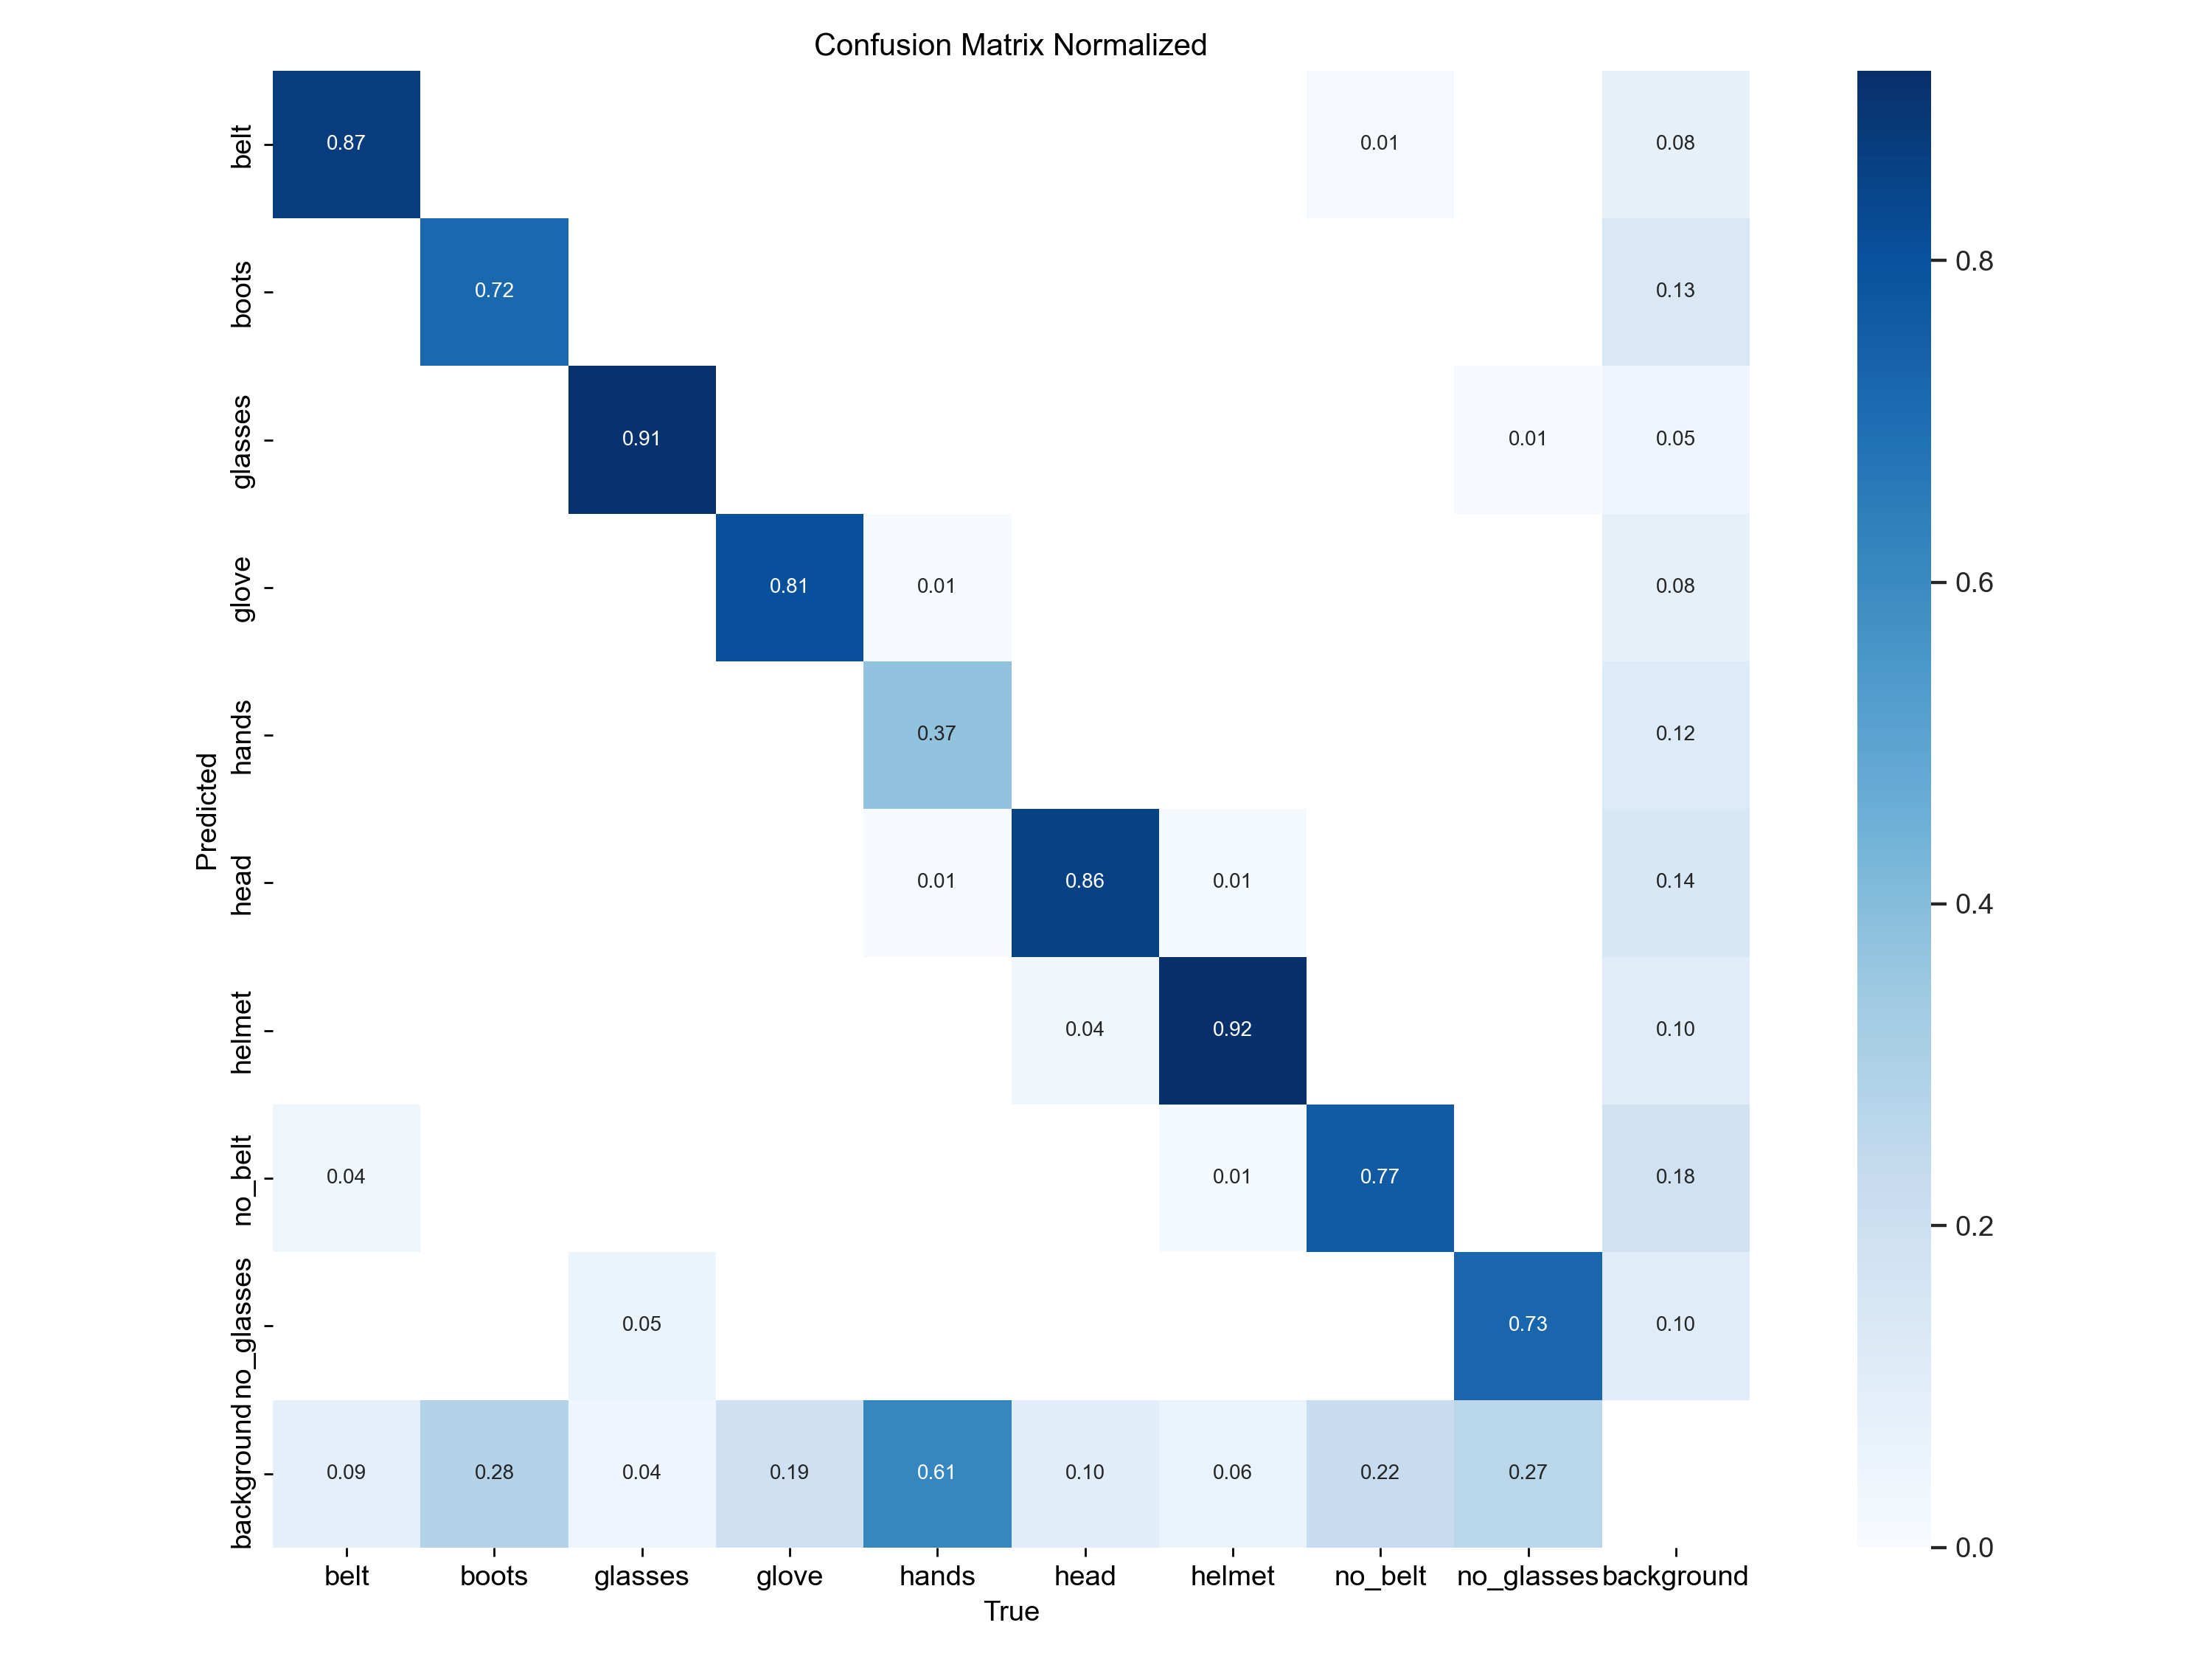 Confusion Matrix Normalized
belt 0.87 0.01 0.08
boots 0.72 0.13
0.8
glasses 0.91 0.01 0.05
glove 0.81 0.01 0.08
0.6
hands 0.37 0.12
Predicted
head 0.01 0.86 0.01 0.14
0.4
helmet 0.04 0.92 0.10
no_belt 0.04 0.01 0.77 0.18
0.2
no_glasses 0.05 0.73 0.10
background 0.09 0.28 0.04 0.19 0.61 0.10 0.06 0.22 0.27
0.0
belt boots glasses glove hands head helmet no_belt no_glasses background
True